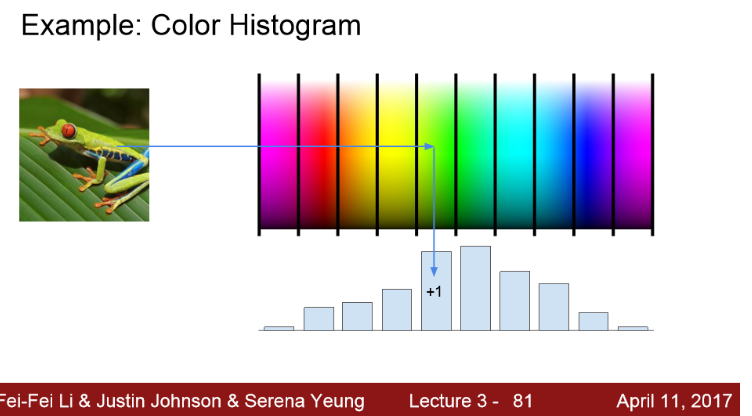 Example: Color Histogram
+1
Fei-Fei Li & Justin Johnson & Serena Yeung Lecture 3 - 81 April 11, 2017